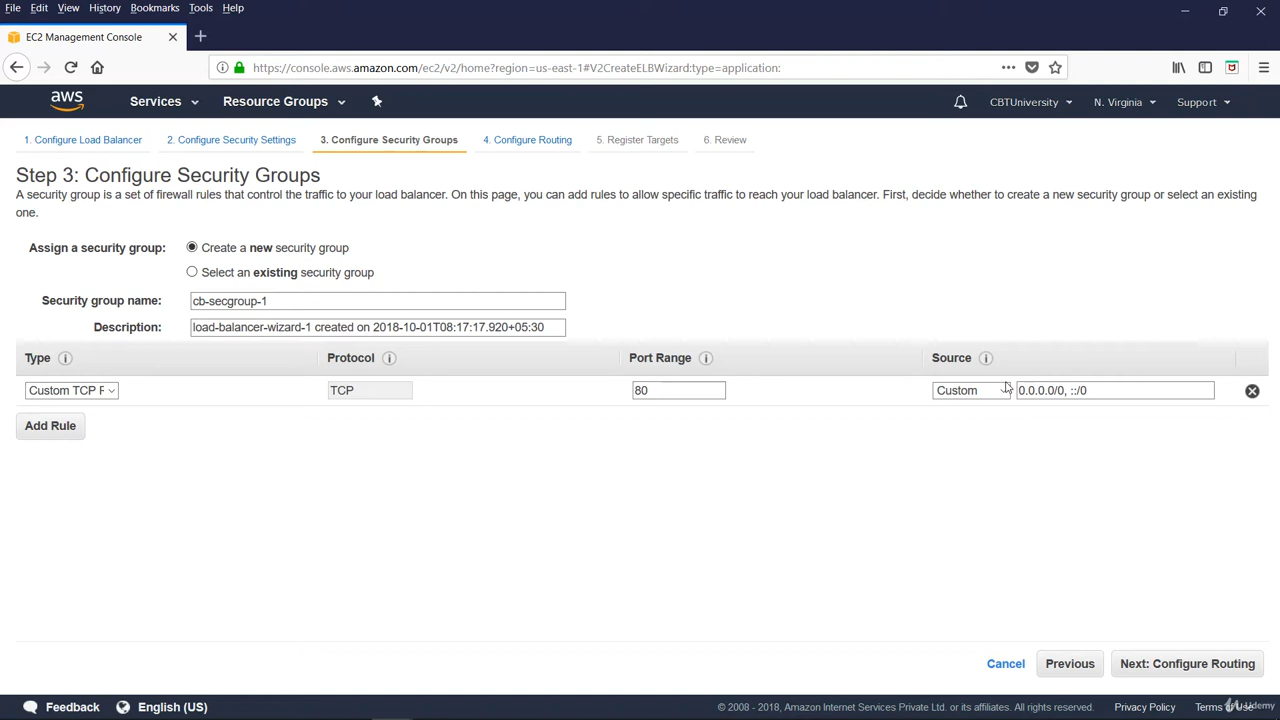 File Edit View History Bookmarks Tools Help
EC2 Management Console
https://console.aws.amazon.com/ec2/v2/home?region=us-east-1#V2CreateELBWizard:type=application:
aws Services Resource Groups CBTUniversity N. Virginia Support
1. Configure Load Balancer 2. Configure Security Settings 3. Configure Security Groups 4. Configure Routing 5. Register Targets 6. Review
Step 3: Configure Security Groups
A security group is a set of firewall rules that control the traffic to your load balancer. On this page, you can add rules to allow specific traffic to reach your load balancer. First, decide whether to create a new security group or select an existing
one.
Assign a security group: Create a new security group
Select an existing security group
Security group name: cb-secgroup-1
Description: load-balancer-wizard-1 created on 2018-10-01T08:17:17.920+05:30
Type Protocol Port Range Source
Custom TCP F TCP 80 Custom 0.0.0.0/0, ::/0
Add Rule
Cancel Previous Next: Configure Routing
Feedback English (US) © 2008 - 2018, Amazon Internet Services Private Ltd. or its affiliates. All rights reserved. Privacy Policy Terms of Use
Udemy